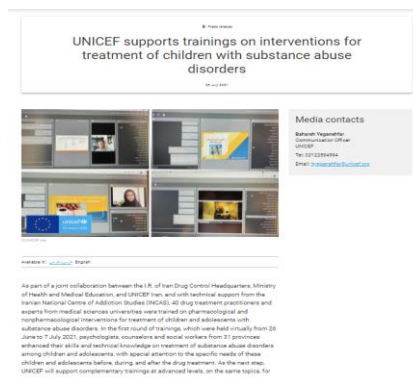 Press release
UNICEF supports trainings on interventions for
treatment of children with substance abuse
disorders
Media contacts
Communication Officer
UNICEF
unicef
Available in:
English
As part of a joint collaboration between the I.R. of Iran Drug Control Headquarters, Ministry
of Health and Medical Education, and UNICEF Iran, and with technical support from the
Iranian National Centre of Addiction Studies (INCAS), 40 drug treatment practitioners and
experts from medical sciences universities were trained on pharmacological and
nonpharmacological interventions for treatment of children and adolescents with
substance abuse disorders. In the first round of trainings, which were held virtually from 26
June to 7 July 2021, psychologists, counselors and social workers from 31 provinces
enhanced their skills and technical knowledge on treatment of substance abuse disorders
among children and adolescents, with special attention to the specific needs of these
children and adolescents before, during, and after the drug treatment. As the next step,
UNICEF will support complementary trainings at advanced levels, on the same topics, for